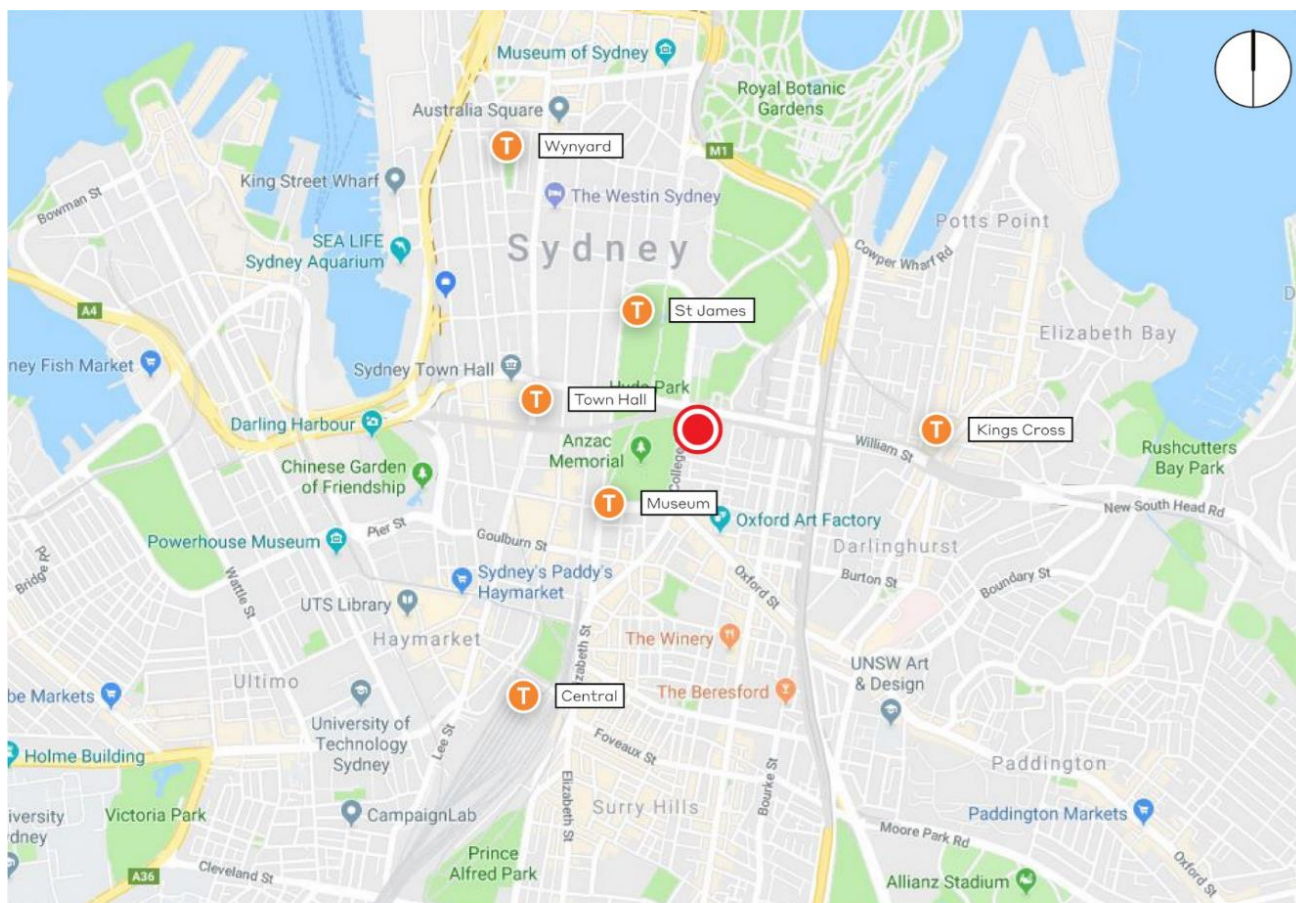 Museum of Sydney
Royal Botanic
Gardens
Australia Square
T
Wynyard
M1
King Street Wharf
The Westin Sydney
Bowman St
Potts Point
SEA LIFE
Sydney Aquarium
Sydney
Cowper Wharf Rd
A4
T
St James
Elizabeth Bay
ney Fish Market
Sydney Town Hall
Hyde Park
T
Town Hall
Darling Harbour
T
Kings Cross
William St
Rushcutters
Bay Park
Anzac
Memorial
College
Chinese Garden
of Friendship
T
Museum
New South Head Rd
Oxford Art Factory
Pier St
Powerhouse Museum
Goulburn St
Darlinghurst
Bridge Rd
Wattle St
Sydney's Paddy's
Haymarket
Oxford St
Burton St
Boundary St
UTS Library
Haymarket
Elizabeth St
The Winery
UNSW Art
& Design
Ultimo
be Markets
T
Central
The Beresford
University of
Technology
Sydney
Lee St
Foveaux St
Holme Building
Paddington
Elizabeth St
Surry Hills
Bourke St
Victoria Park
CampaignLab
Paddington Markets
iversity
ydney
Moore Park Rd
Prince
Alfred Park
Oxford St
A36
Cleveland St
Allianz Stadium